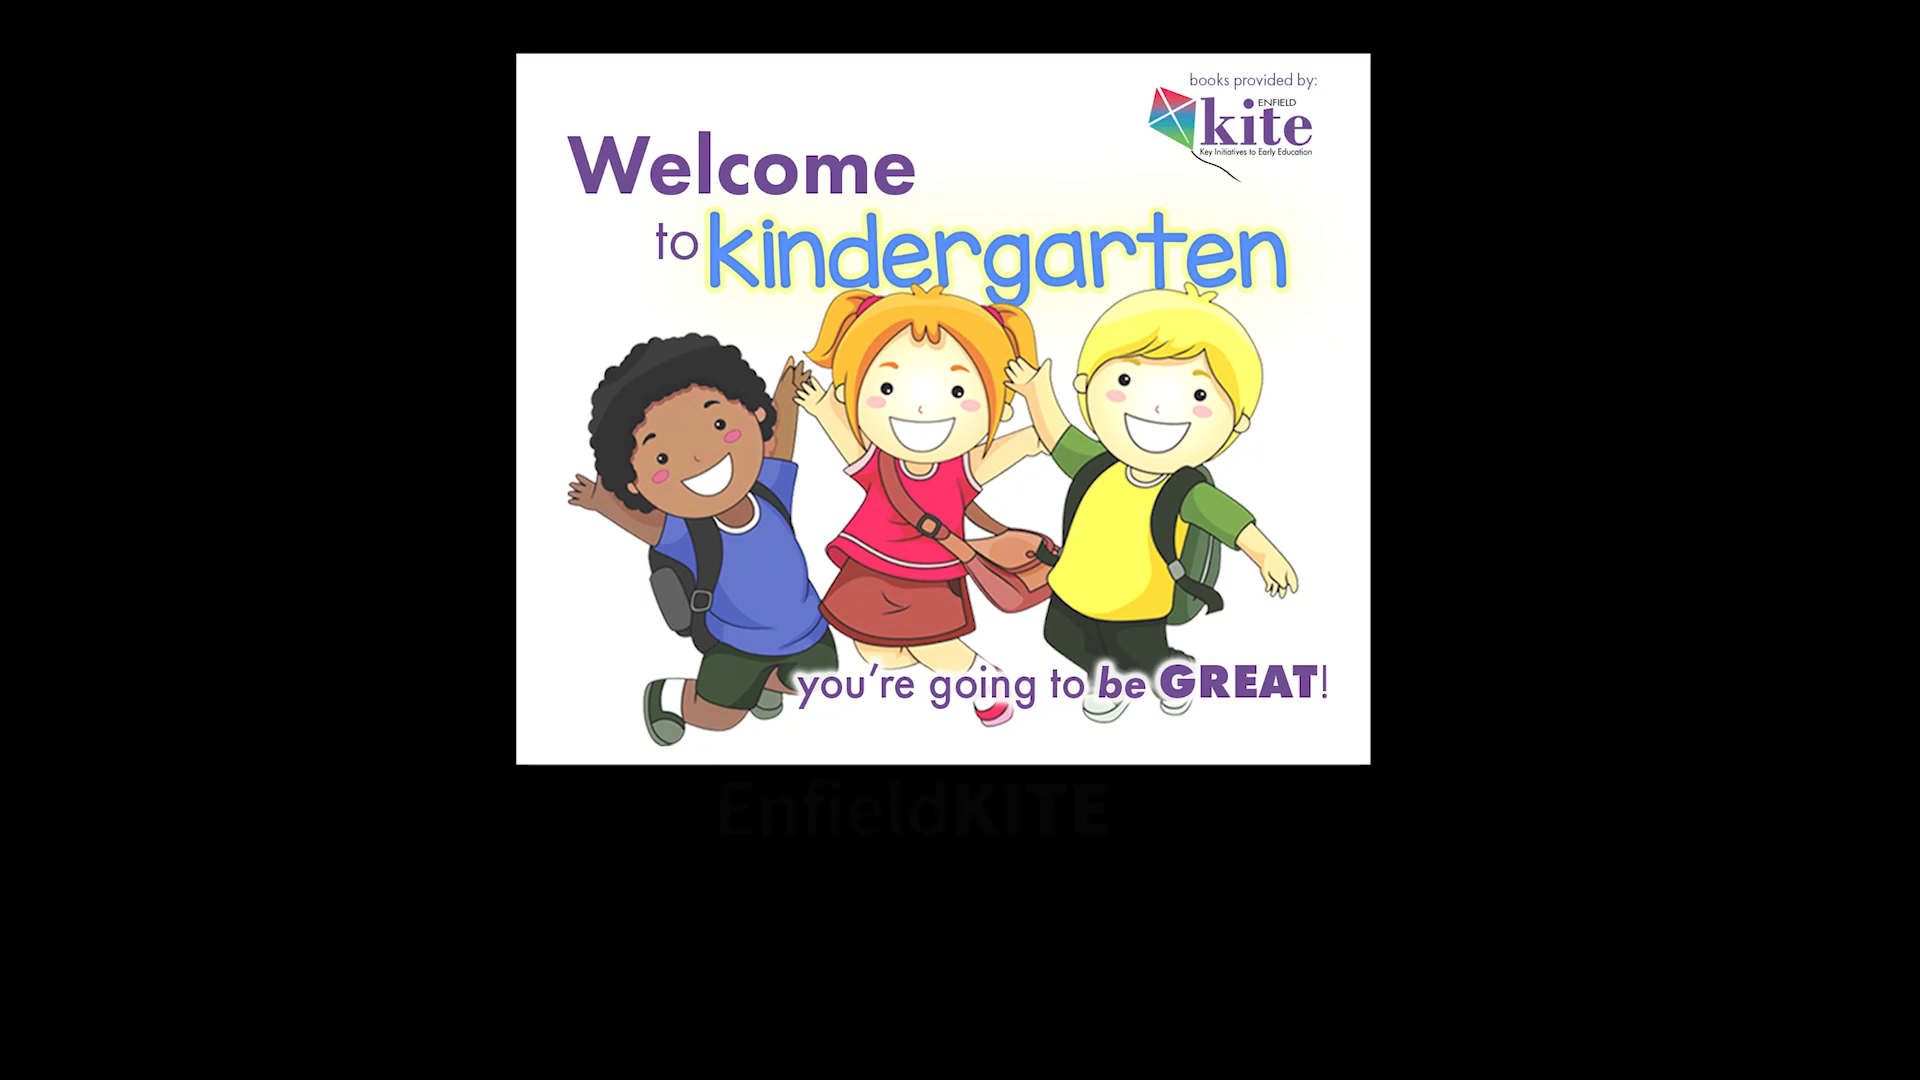 books provided by:
ENFIELD
kite
Key Initiatives to Early Education
Welcome
to kindergarten
you're going to be GREAT!
EnfieldKITE